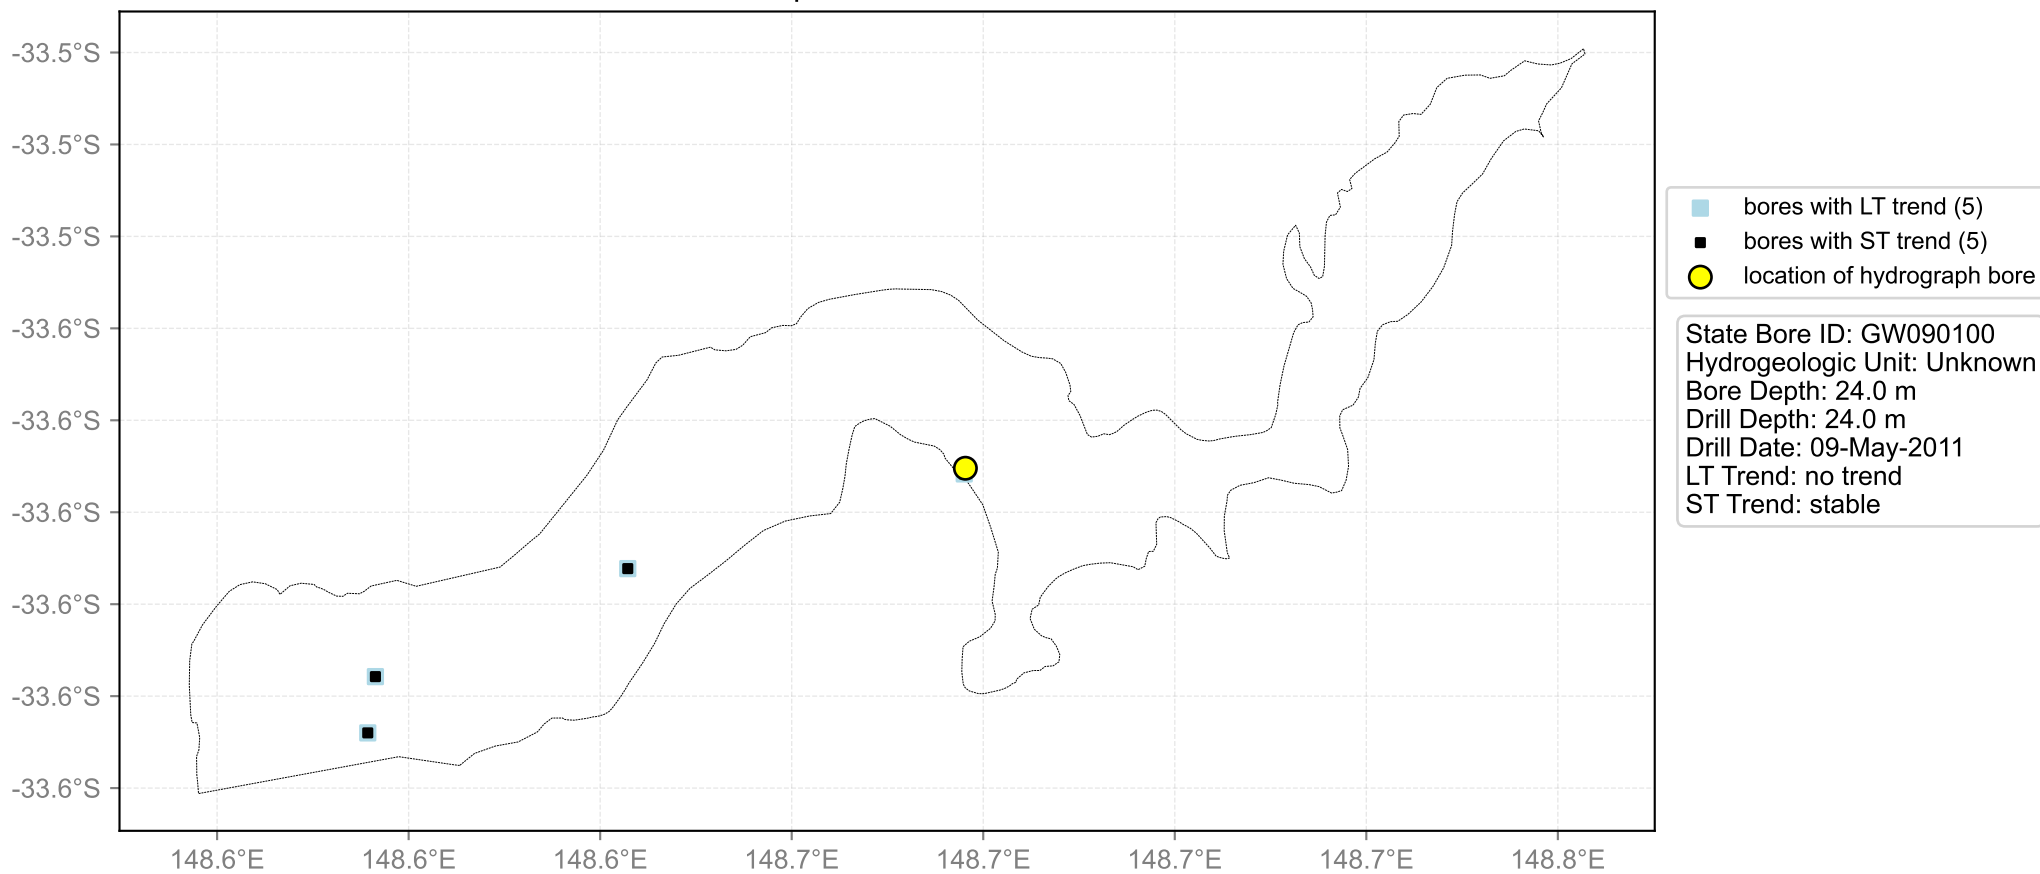 -33.5°S
-33.5°S
-33.5°S
-33.6°S
-33.6°S
-33.6°S
-33.6°S
-33.6°S
-33.6°S
148.6°E 148.6°E 148.6°E 148.7°E 148.7°E 148.7°E 148.7°E 148.8°E
bores with LT trend (5)
bores with ST trend (5)
location of hydrograph bore
State Bore ID: GW090100
Hydrogeologic Unit: Unknown
Bore Depth: 24.0 m
Drill Depth: 24.0 m
Drill Date: 09-May-2011
LT Trend: no trend
ST Trend: stable